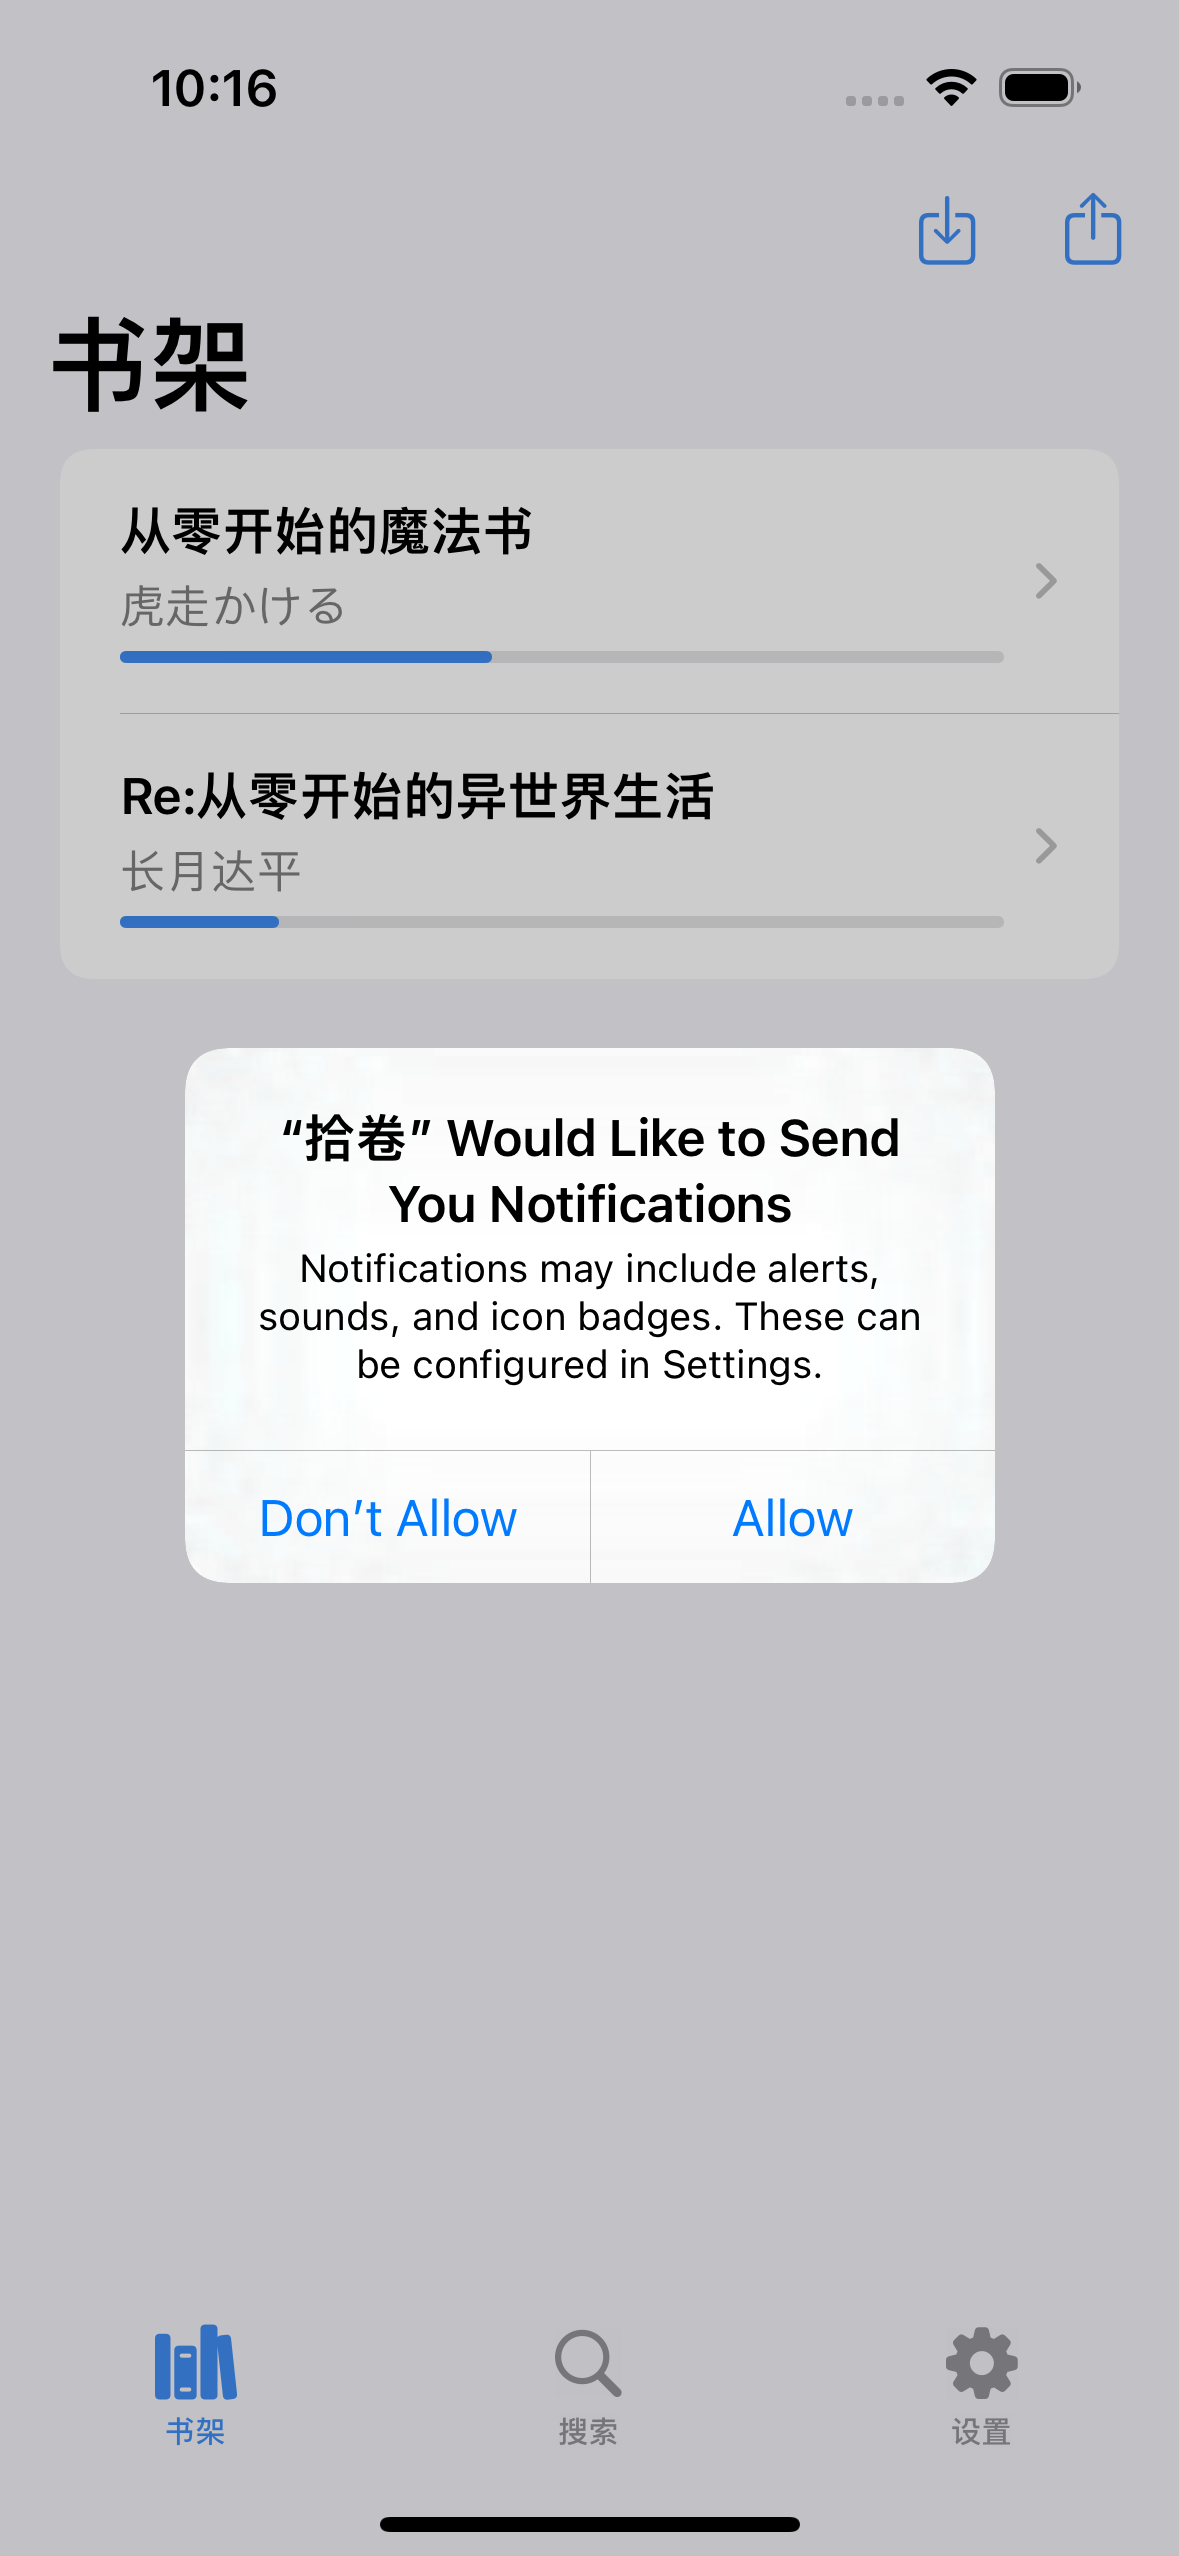 10:16
书架
从零开始的魔法书
虎走かける
Re:从零开始的异世界生活
长月达平
“拾卷” Would Like to Send
You Notifications
Notifications may include alerts,
sounds, and icon badges. These can
be configured in Settings.
Don’t Allow
Allow
书架
搜索
设置